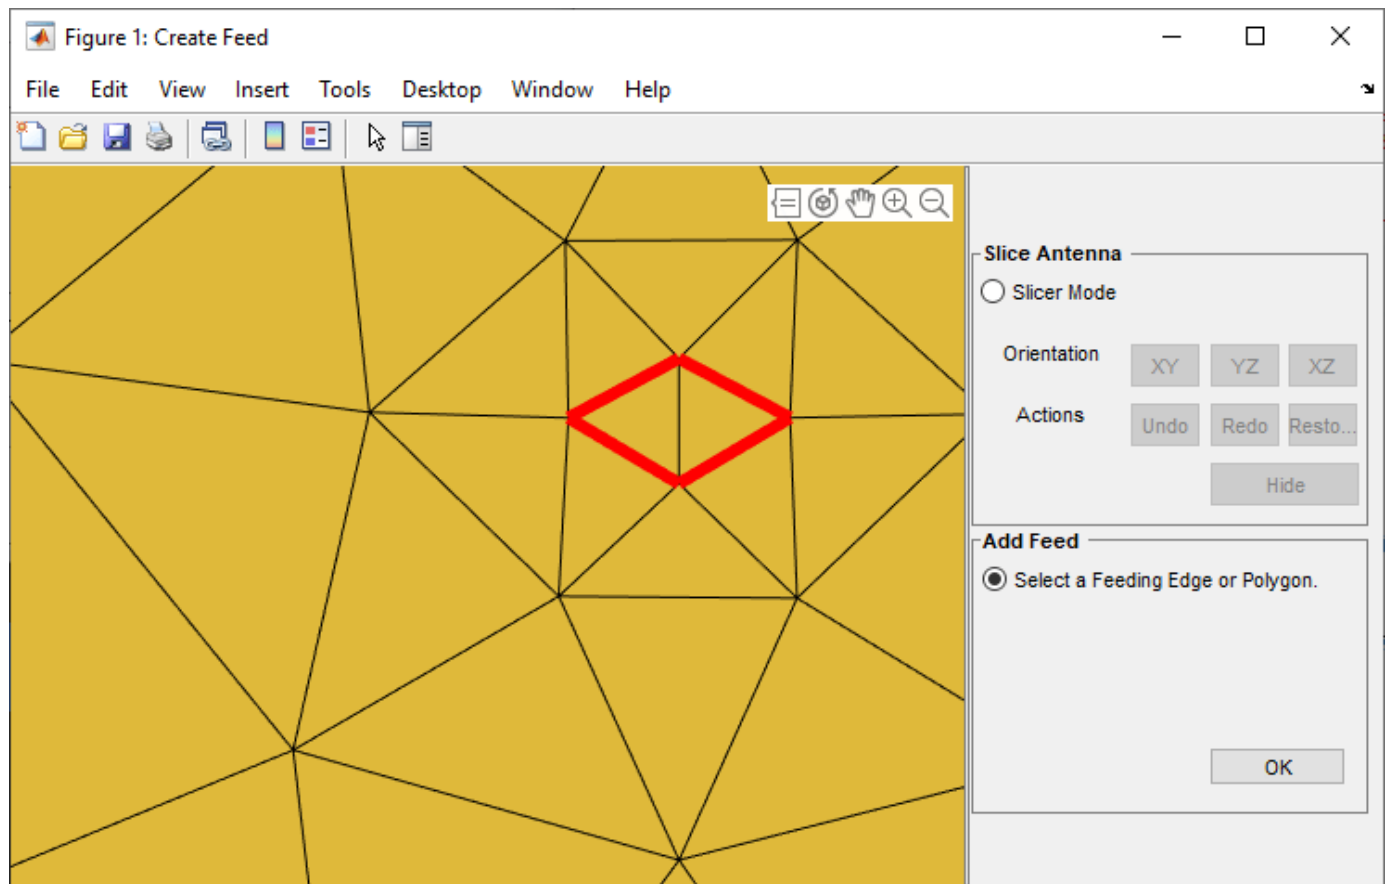 Figure 1: Create Feed
File Edit View Insert Tools Desktop Window Help
Slice Antenna
Slicer Mode
Orientation XY YZ XZ
Actions Undo Redo Resto...
Hide
Add Feed
Select a Feeding Edge or Polygon.
OK